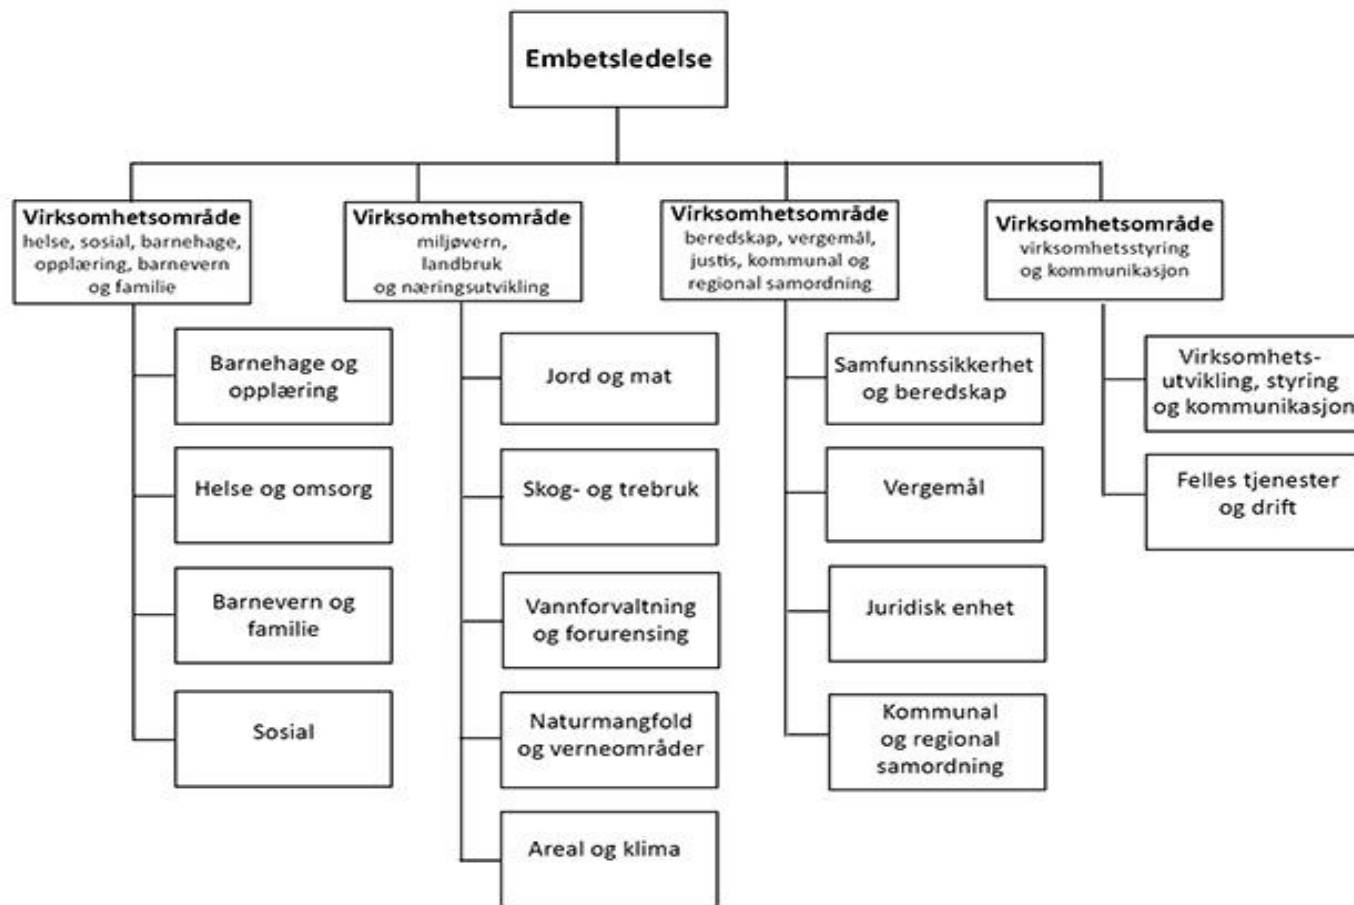 Embetsledelse
Virksomhetsområde
helse, sosial, barnehage,
opplæring, barnevern
og familie
Barnehage og
opplæring
Helse og omsorg
Barnevern og
familie
Sosial
Virksomhetsområde
miljøvern,
landbruk
og næringsutvikling
Jord og mat
Skog- og trebruk
Vannforvaltning
og forurensing
Naturmangfold
og verneområder
Areal og klima
Virksomhetsområde
beredskap, vergemål,
justis, kommunal og
regional samordning
Samfunnssikkerhet
og beredskap
Vergemål
Juridisk enhet
Kommunal
og regional
samordning
Virksomhetsområde
virksomhetsstyring
og kommunikasjon
Virksomhets-
utvikling, styring
og kommunikasjon
Felles tjenester
og drift